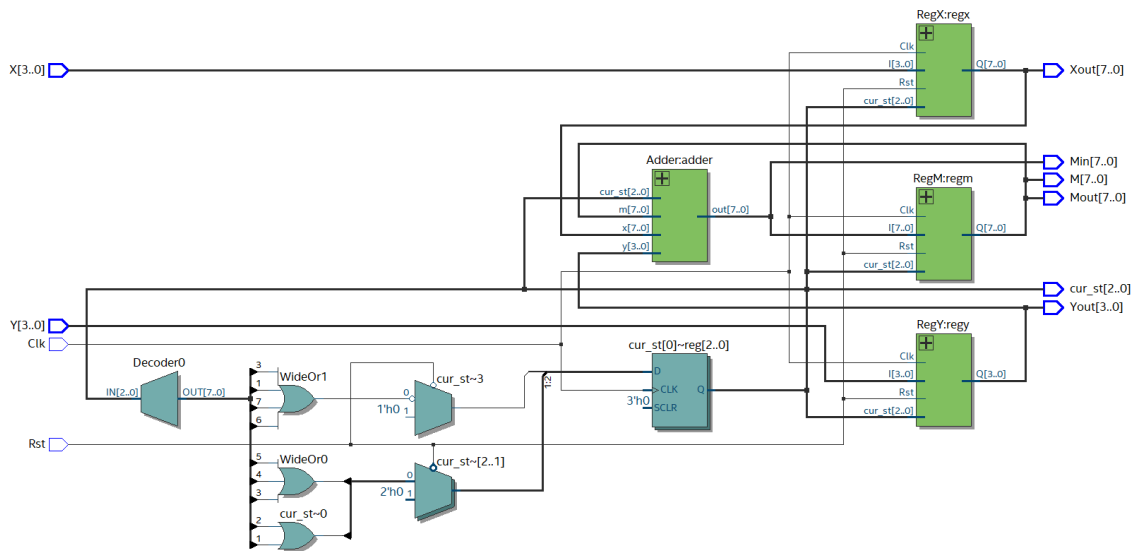 RegX:regx
Clk
X[3..0]
I[3..0]
Q[7..0]
Xout[7..0]
Rst
cur_st[2..0]
Adder:adder
Min[7..0]
RegM:regm
M[7..0]
cur_st[2..0]
Mout[7..0]
m[7..0]
out[7..0]
Clk
x[7..0]
I[7..0]
Q[7..0]
y[3..0]
Rst
cur_st[2..0]
cur_st[2..0]
Yout[3..0]
Y[3..0]
RegY:regy
Clk
cur_st[0]~reg[2..0]
Clk
Decoder0
3
WideOr1
D
I[3..0]
Q[3..0]
cur_st~3
1:2
1
IN[2..0]
OUT[7..0]
0
CLK
Q
Rst
7
1'h0
1
3'h0
SCLR
cur_st[2..0]
6
Rst
5
WideOr0
cur_st~[2..1]
4
0
3
2'h0
1
cur_st~0
2
1